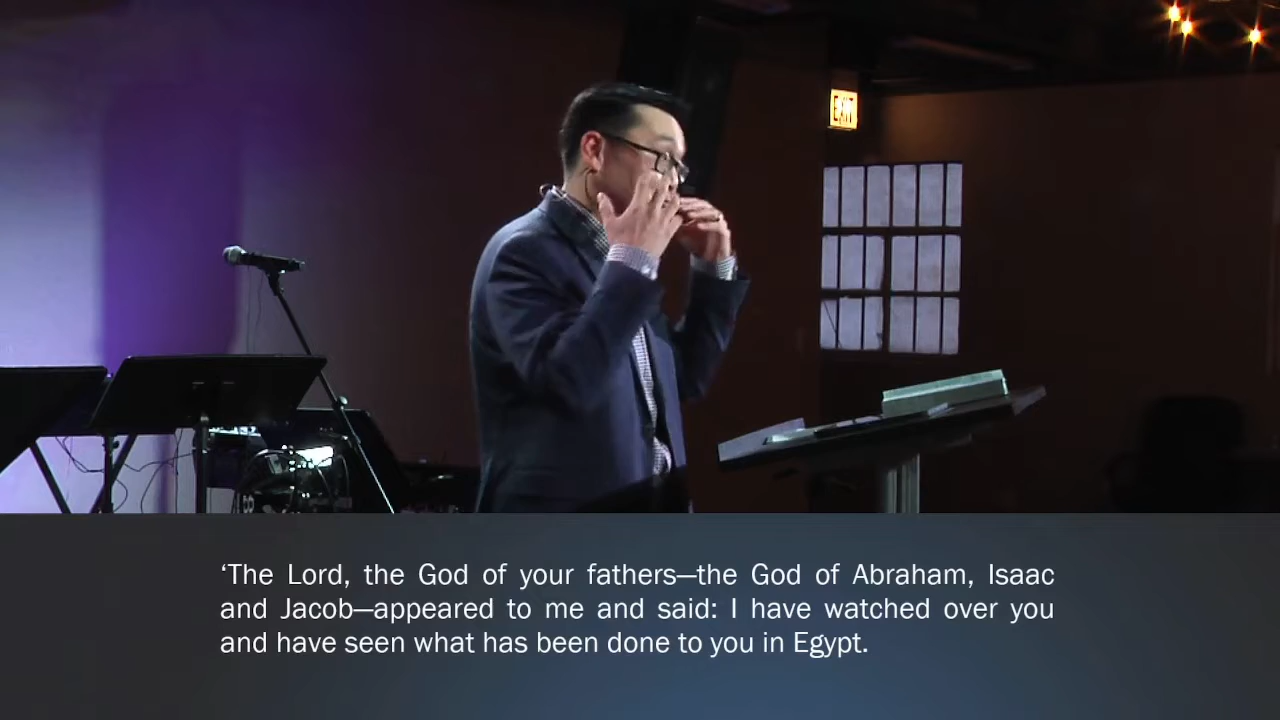 EXIT
‘The Lord, the God of your fathers—the God of Abraham, Isaac
and Jacob—appeared to me and said: I have watched over you
and have seen what has been done to you in Egypt.